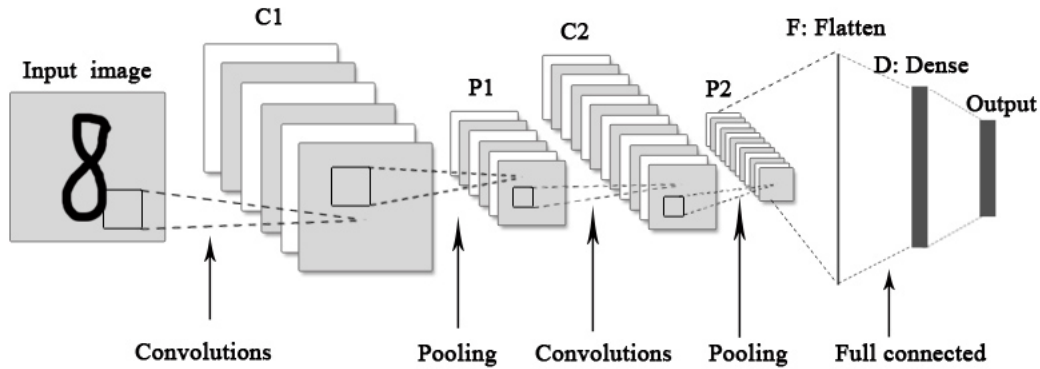 Input image
C1
P1
C2
P2
F: Flatten
D: Dense
Output
Convolutions
Pooling
Convolutions
Pooling
Full connected